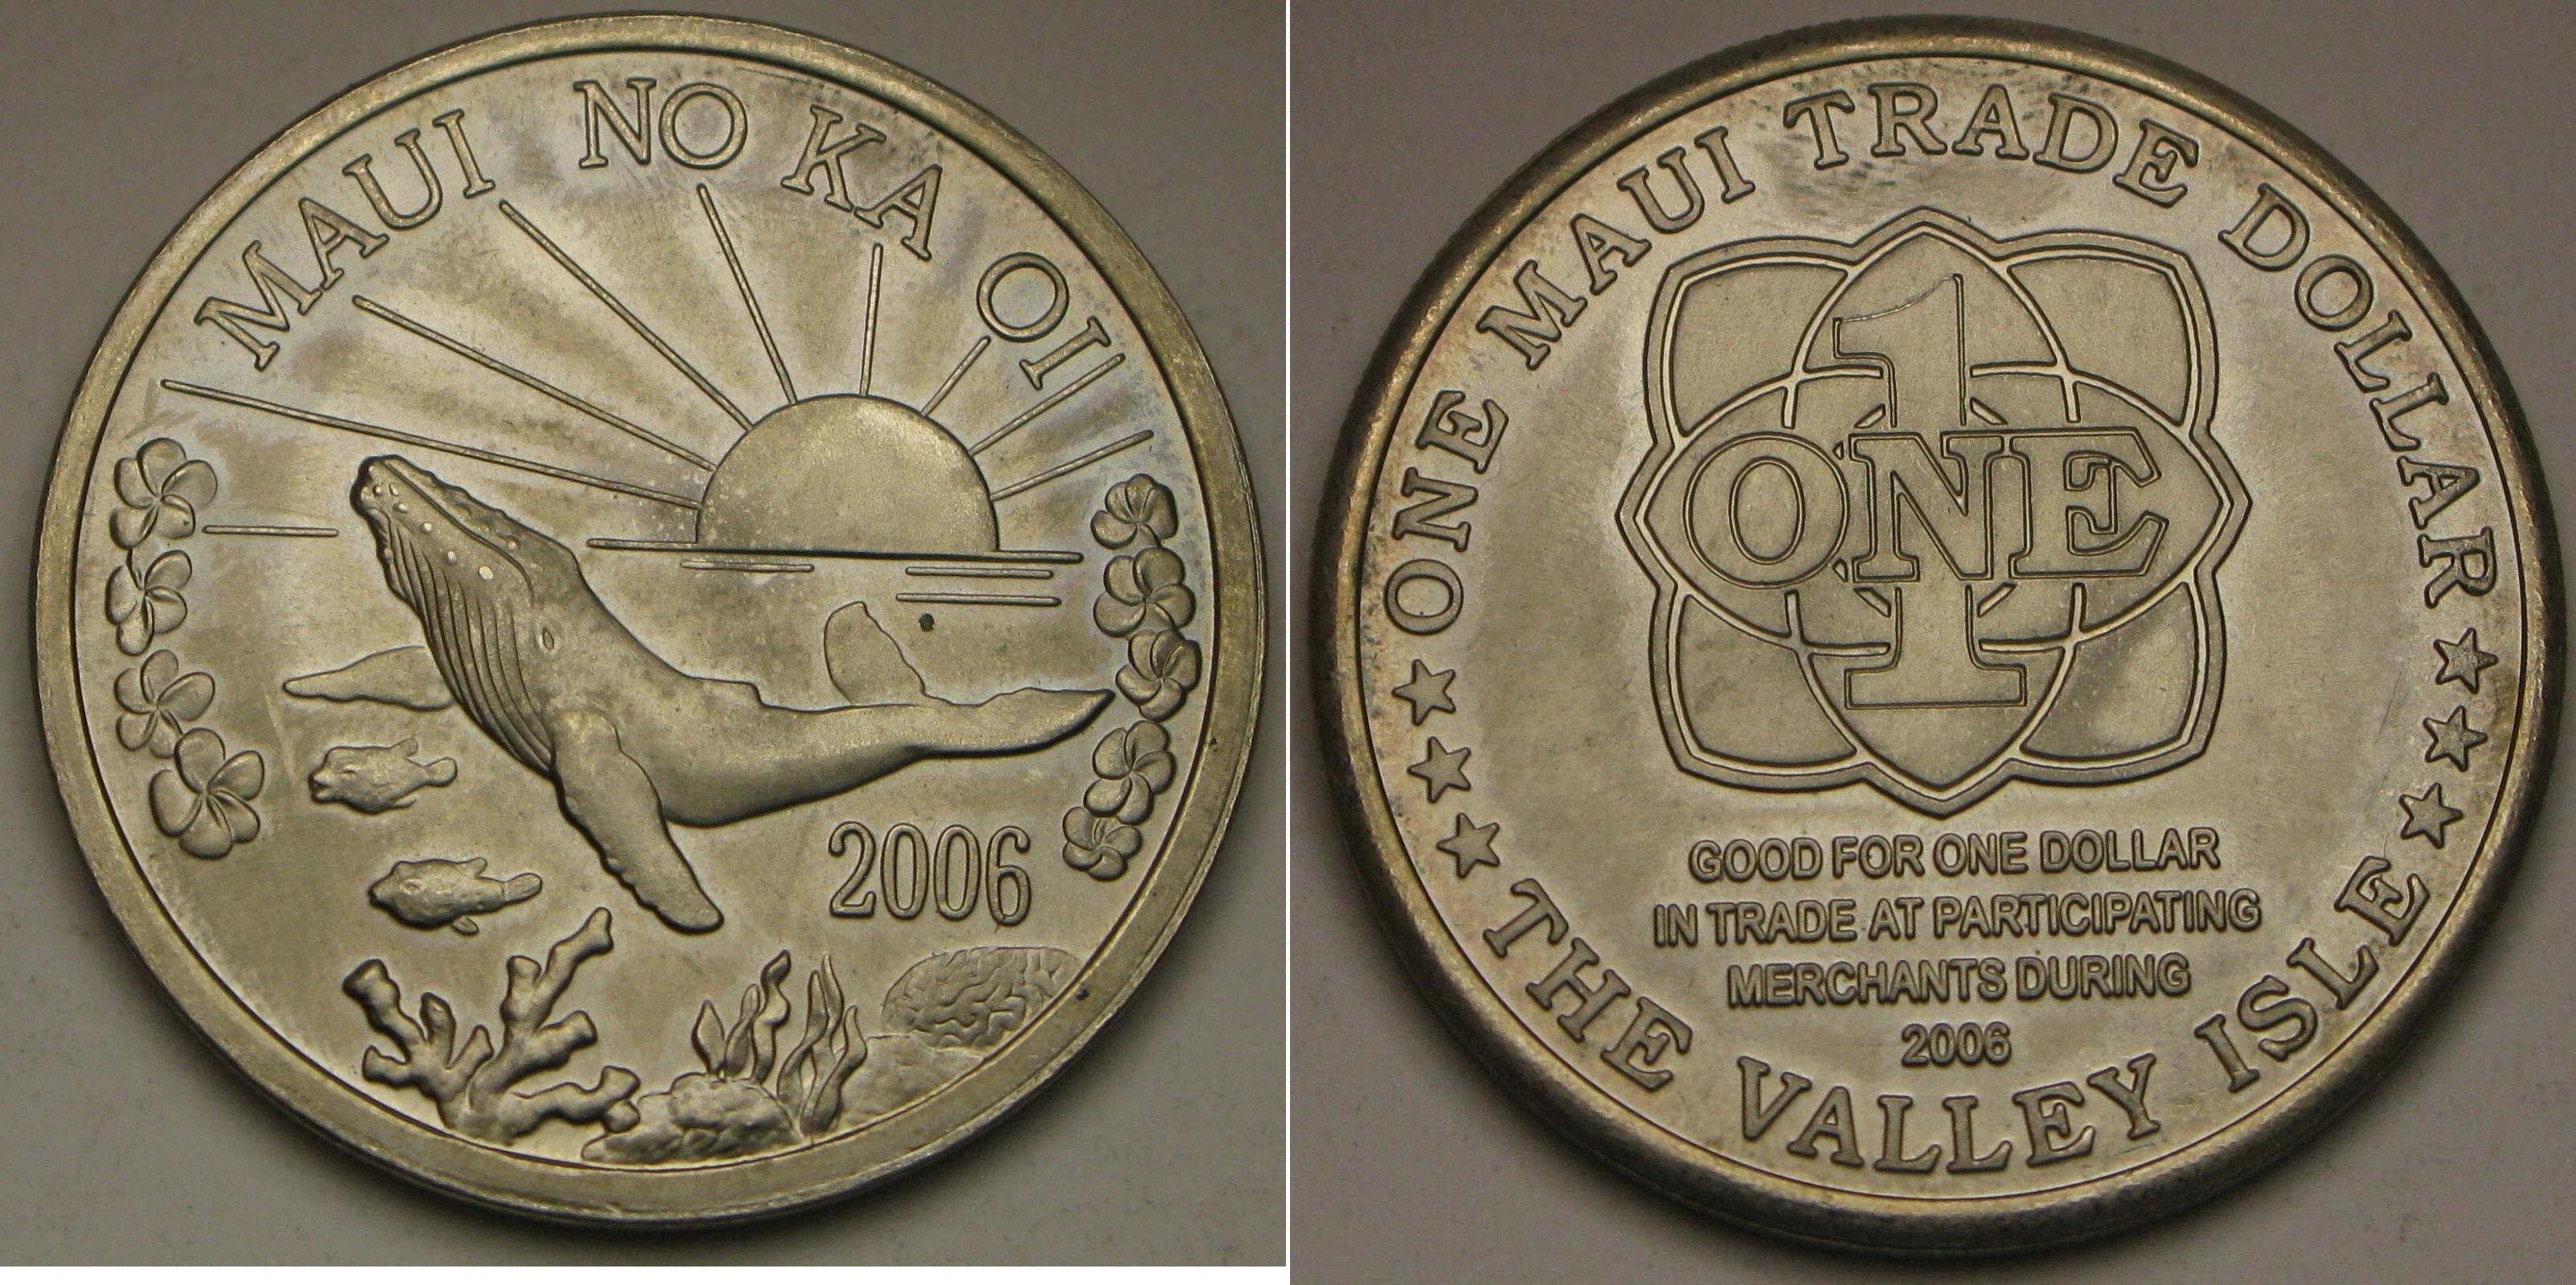 MAUI NO KA OI
2006
ONE MAUI TRADE DOLLAR
1
ONE
GOOD FOR ONE DOLLAR
IN TRADE AT PARTICIPATING
MERCHANTS DURING
2006
THE VALLEY ISLE